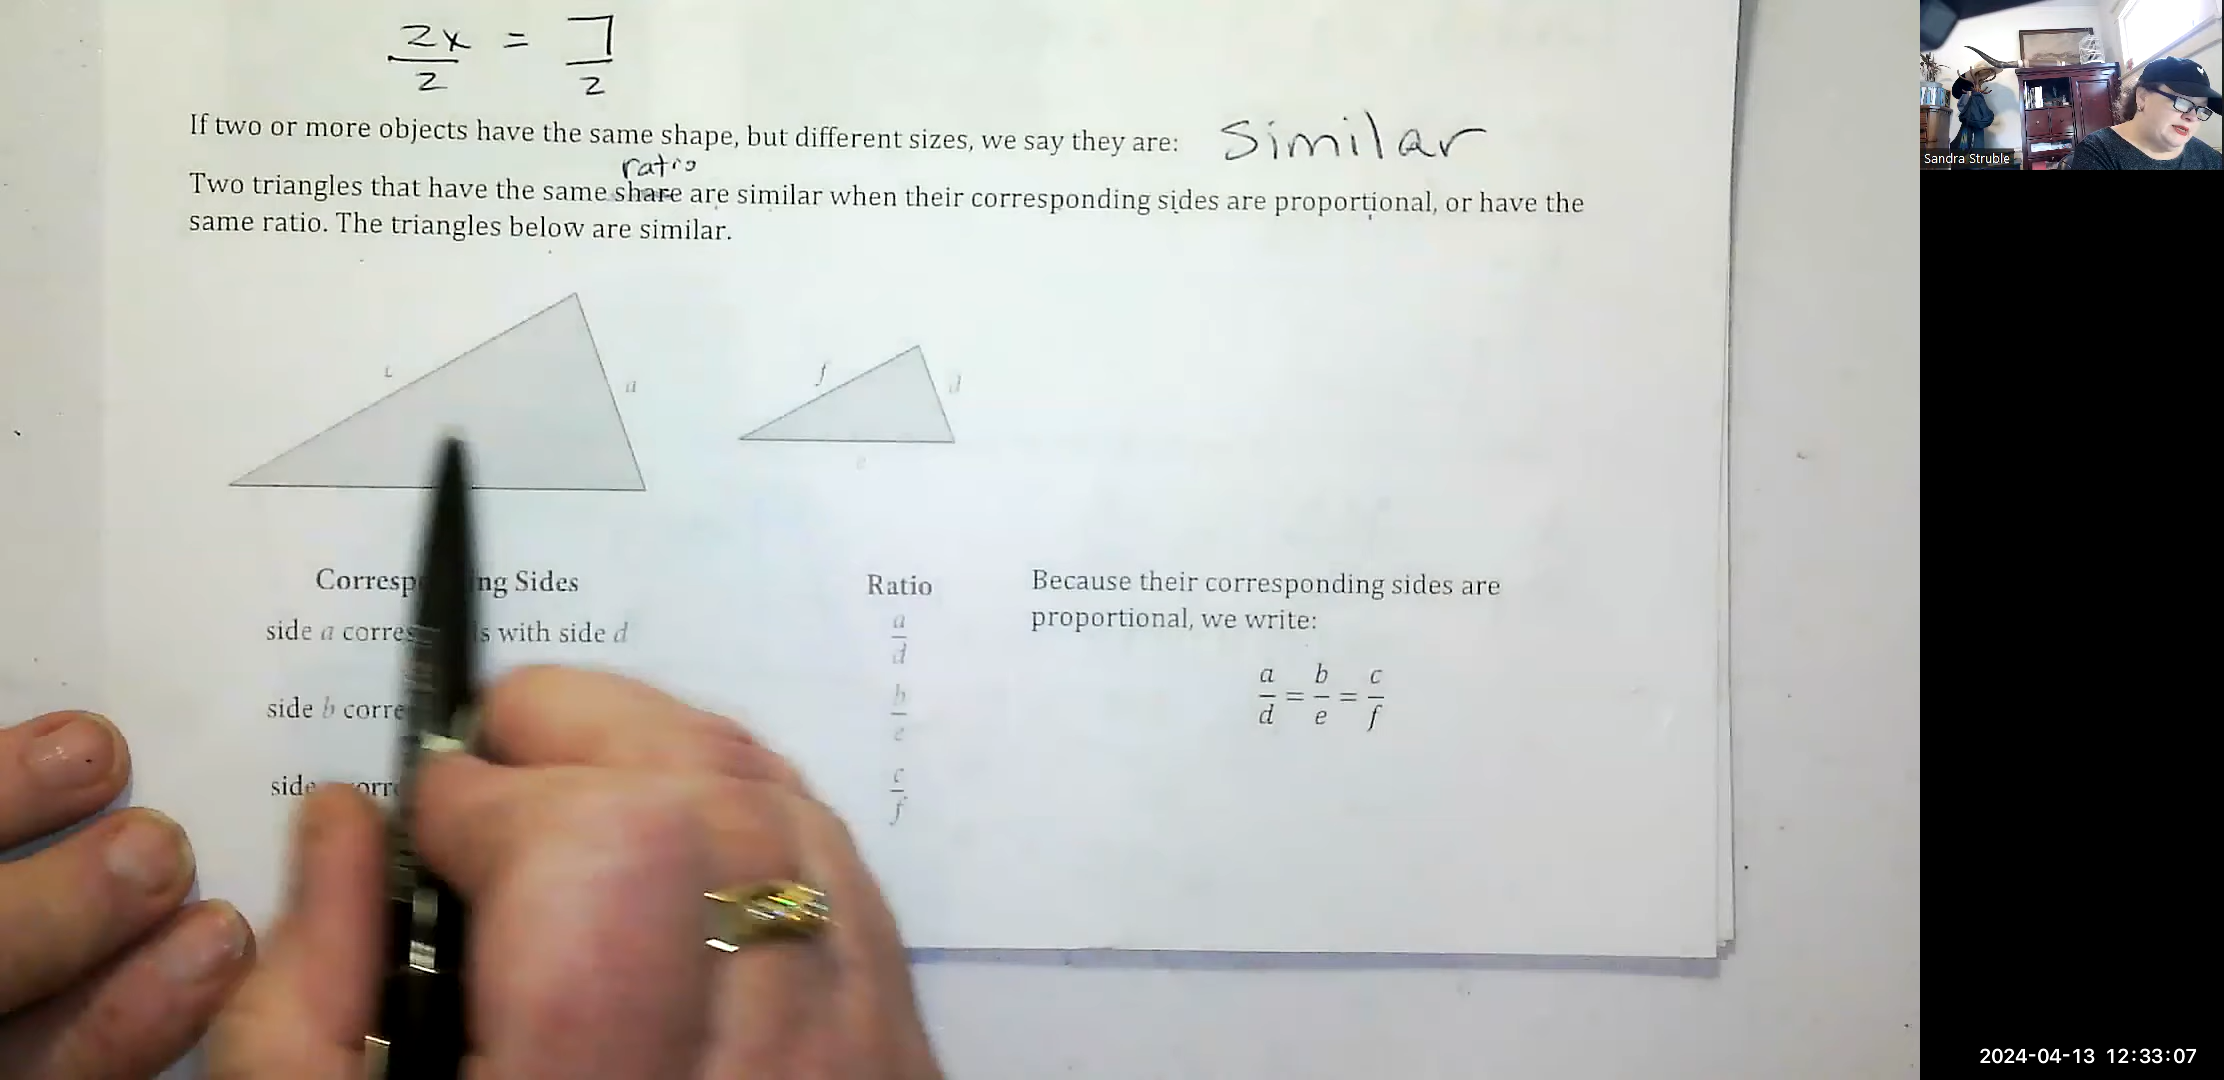 2x = 7
2 2
If two or more objects have the same shape, but different sizes, we say they are: Similar
ratio
Two triangles that have the same share are similar when their corresponding sides are proportional, or have the
same ratio. The triangles below are similar.
c
a
f
d
e
Corresp ng Sides
side a corres s with side d
side b corre
side orr
Ratio
a
d
b
e
c
f
Because their corresponding sides are
proportional, we write:
a b c
d = e = f
Sandra Struble
2024-04-13 12:33:07